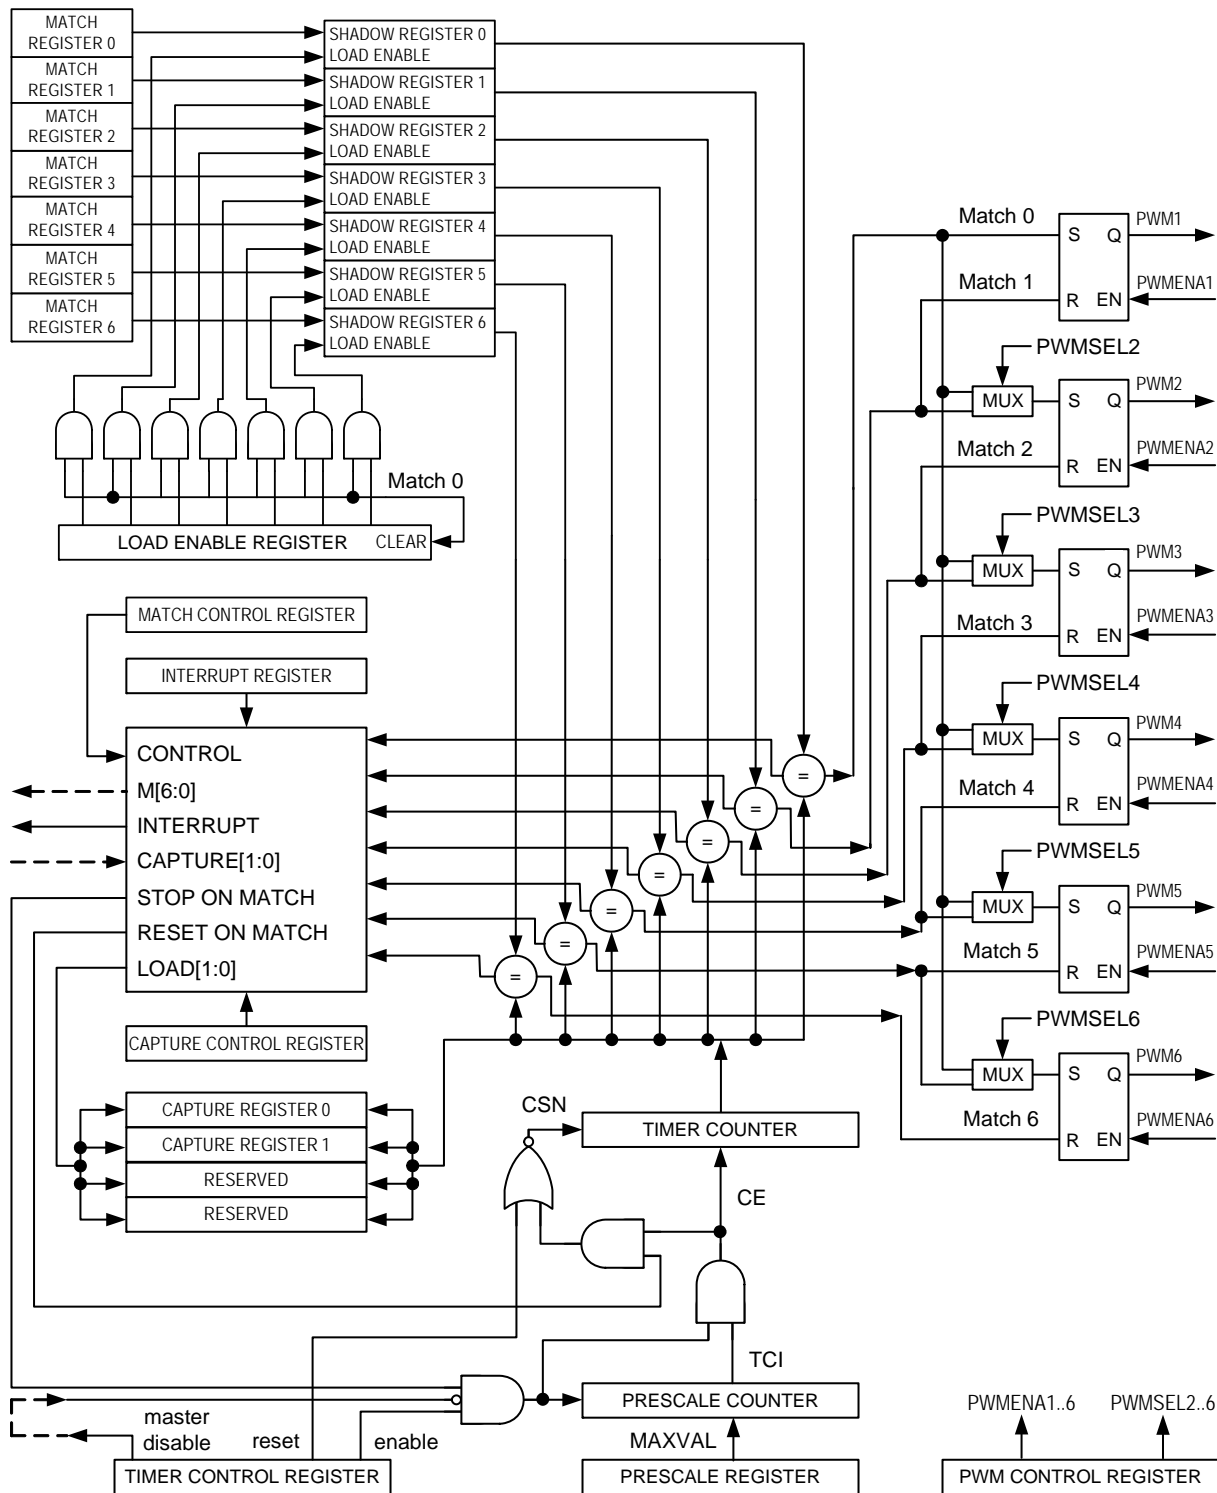 MATCH
REGISTER 0
MATCH
REGISTER 1
MATCH
REGISTER 2
MATCH
REGISTER 3
MATCH
REGISTER 4
MATCH
REGISTER 5
MATCH
REGISTER 6
SHADOW REGISTER 0
LOAD ENABLE
SHADOW REGISTER 1
LOAD ENABLE
SHADOW REGISTER 2
LOAD ENABLE
SHADOW REGISTER 3
LOAD ENABLE
SHADOW REGISTER 4
LOAD ENABLE
SHADOW REGISTER 5
LOAD ENABLE
SHADOW REGISTER 6
LOAD ENABLE
Match 0
LOAD ENABLE REGISTER
CLEAR
MATCH CONTROL REGISTER
INTERRUPT REGISTER
CONTROL
M[6:0]
INTERRUPT
CAPTURE[1:0]
STOP ON MATCH
RESET ON MATCH
LOAD[1:0]
CAPTURE CONTROL REGISTER
CAPTURE REGISTER 0
CAPTURE REGISTER 1
RESERVED
RESERVED
=
=
=
=
=
=
=
Match 0
S
Q
PWM1
Match 1
R
EN
PWMENA1
PWMSEL2
MUX
S
Q
PWM2
Match 2
R
EN
PWMENA2
PWMSEL3
MUX
S
Q
PWM3
Match 3
R
EN
PWMENA3
PWMSEL4
MUX
S
Q
PWM4
Match 4
R
EN
PWMENA4
PWMSEL5
MUX
S
Q
PWM5
Match 5
R
EN
PWMENA5
PWMSEL6
MUX
S
Q
PWM6
Match 6
R
EN
PWMENA6
CSN
TIMER COUNTER
CE
TCI
PRESCALE COUNTER
MAXVAL
PRESCALE REGISTER
master
disable
reset
enable
TIMER CONTROL REGISTER
PWMENA1..6
PWMSEL2..6
PWM CONTROL REGISTER